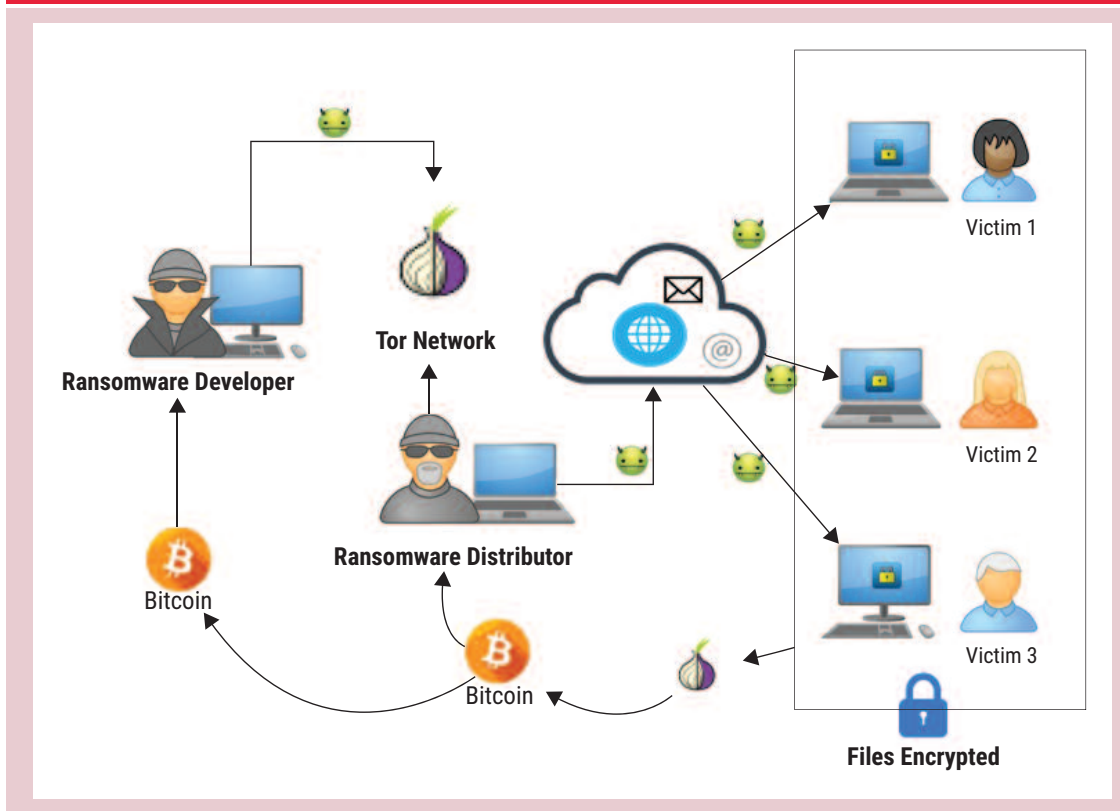 Victim 1
Tor Network
Ransomware Developer
@
Victim 2
Ransomware Distributor
Bitcoin
Bitcoin
Victim 3
Files Encrypted